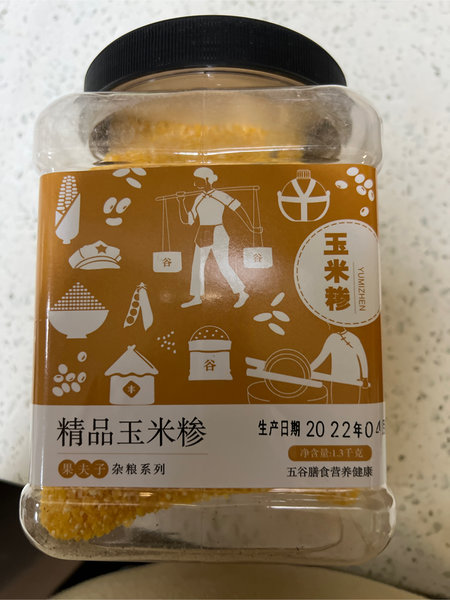 谷
谷
玉米糁
YUMIZHEN
谷
丰
精品玉米糁
生产日期 2022年04
果夫子 杂粮系列
净含量:1.3千克
五谷膳食营养健康